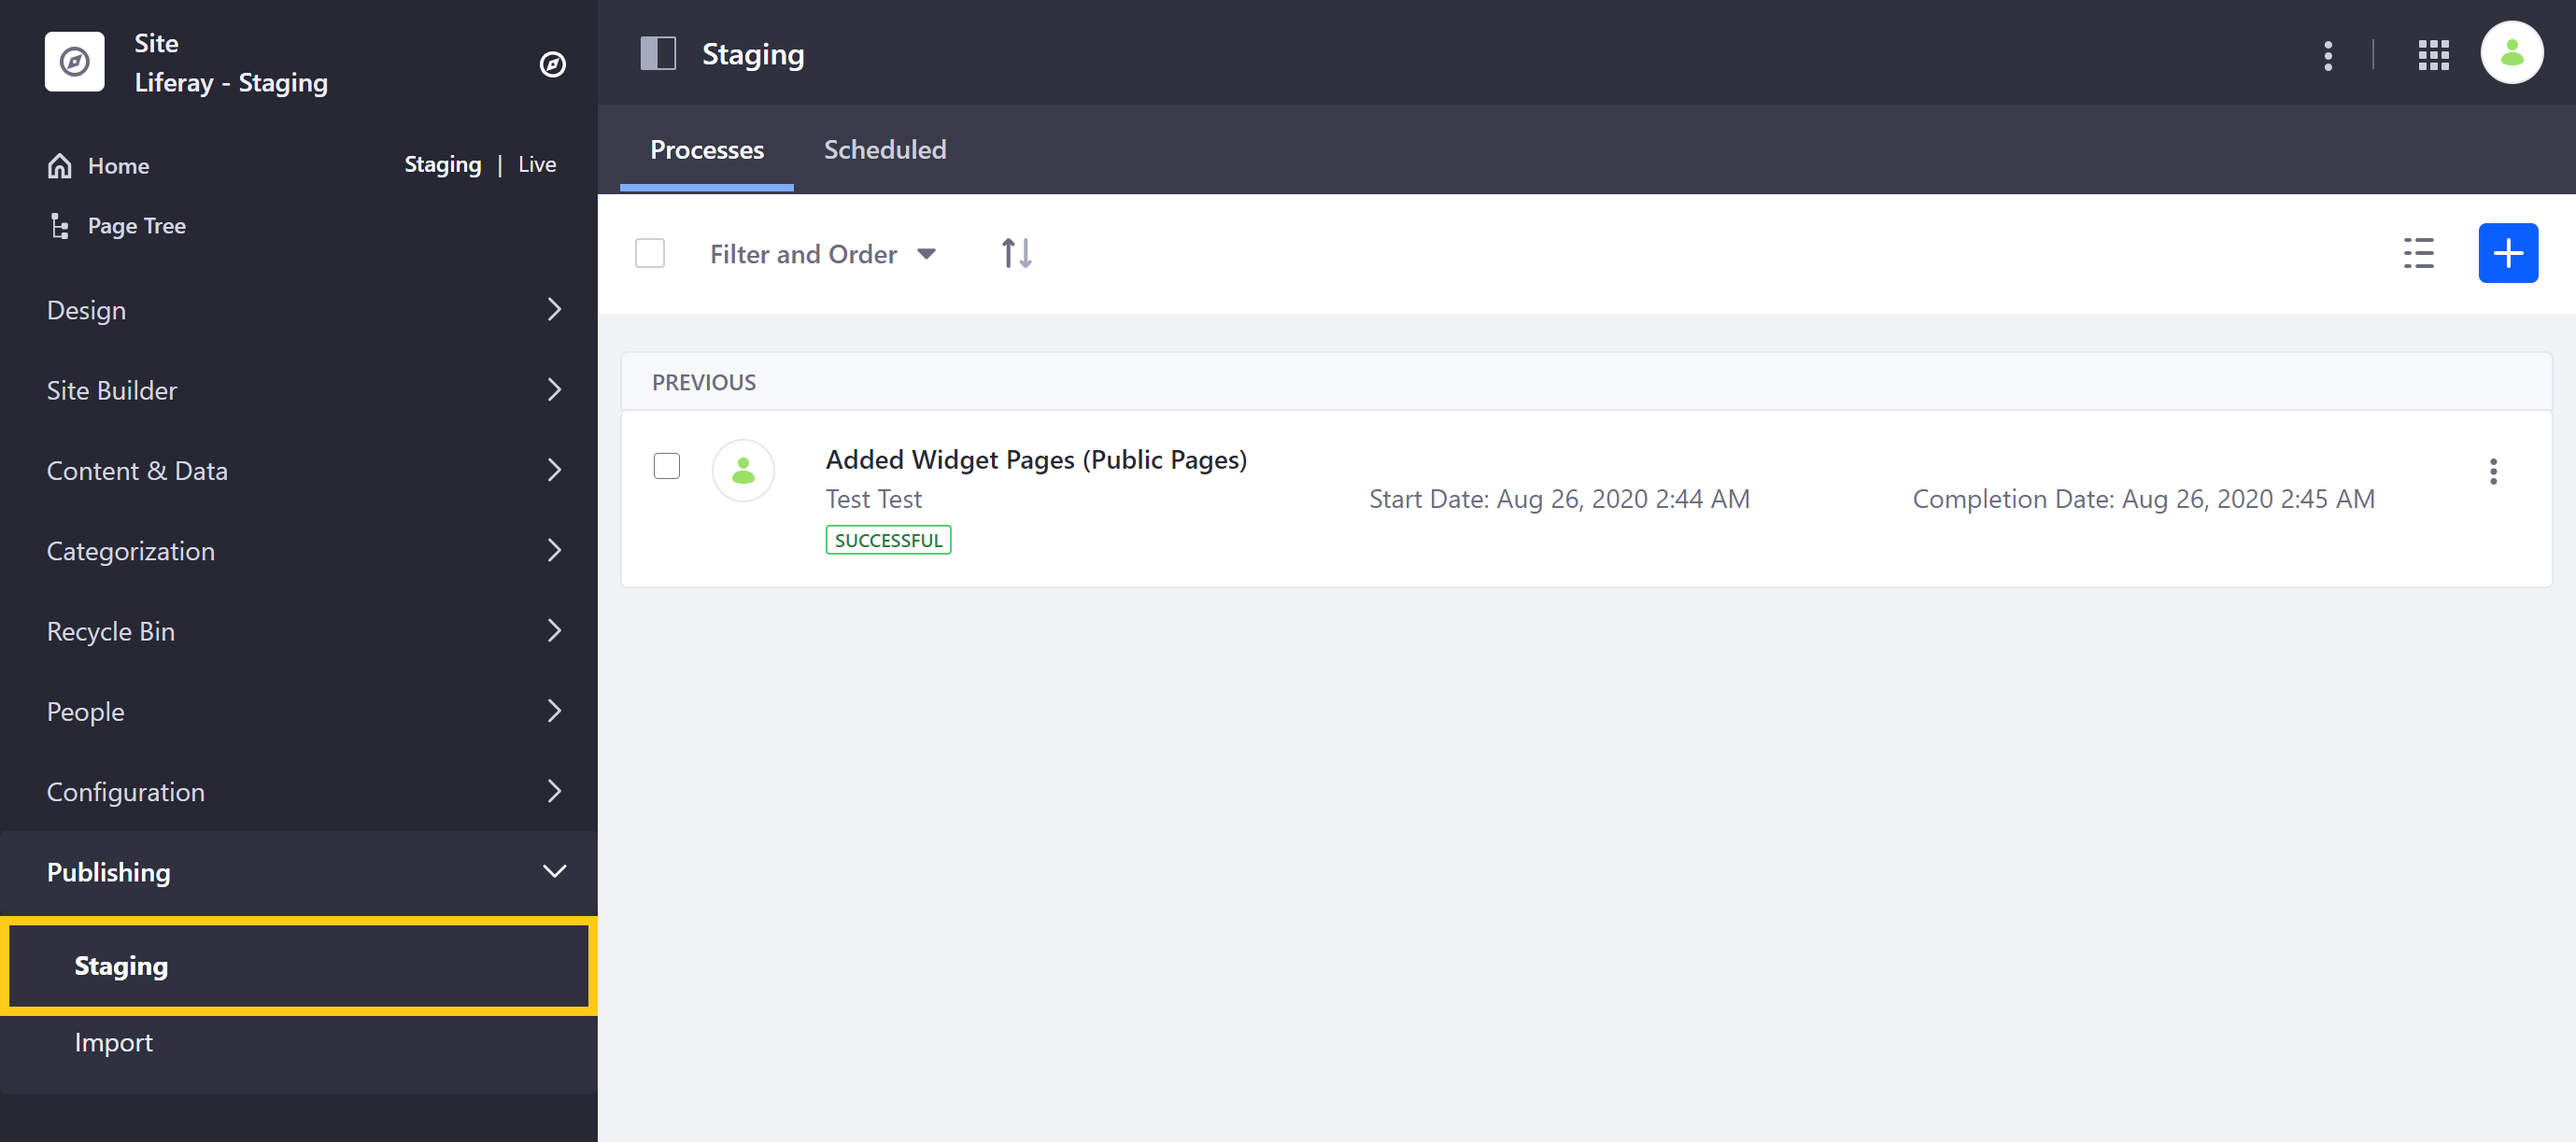 Site
Liferay - Staging
Home
Staging | Live
Page Tree
Design
Site Builder
Content & Data
Categorization
Recycle Bin
People
Configuration
Publishing
Staging
Import
Staging
Processes
Scheduled
Filter and Order
PREVIOUS
Added Widget Pages (Public Pages)
Test Test
Start Date: Aug 26, 2020 2:44 AM
Completion Date: Aug 26, 2020 2:45 AM
SUCCESSFUL